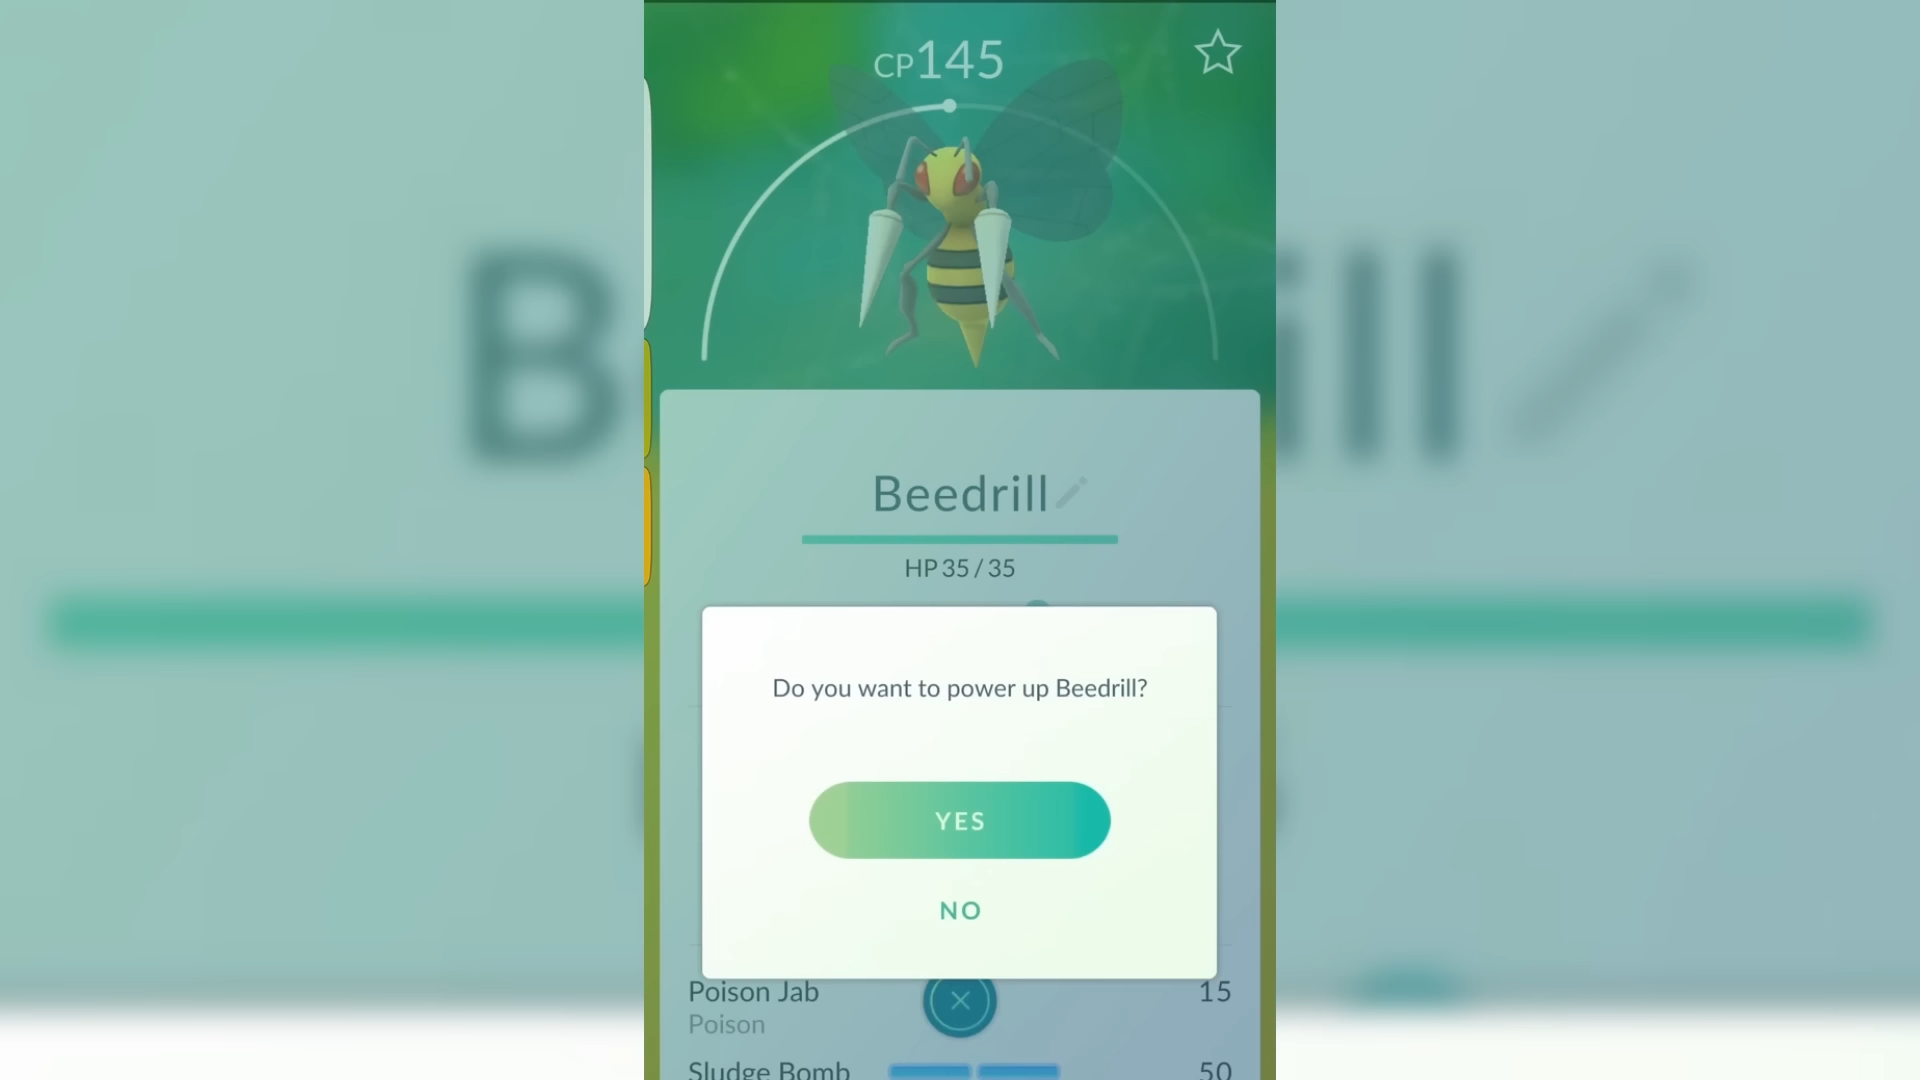 CP145
Beedrill
HP 35 / 35
Do you want to power up Beedrill?
YES
NO
Poison Jab 15
Poison
Sludge Bomb 50